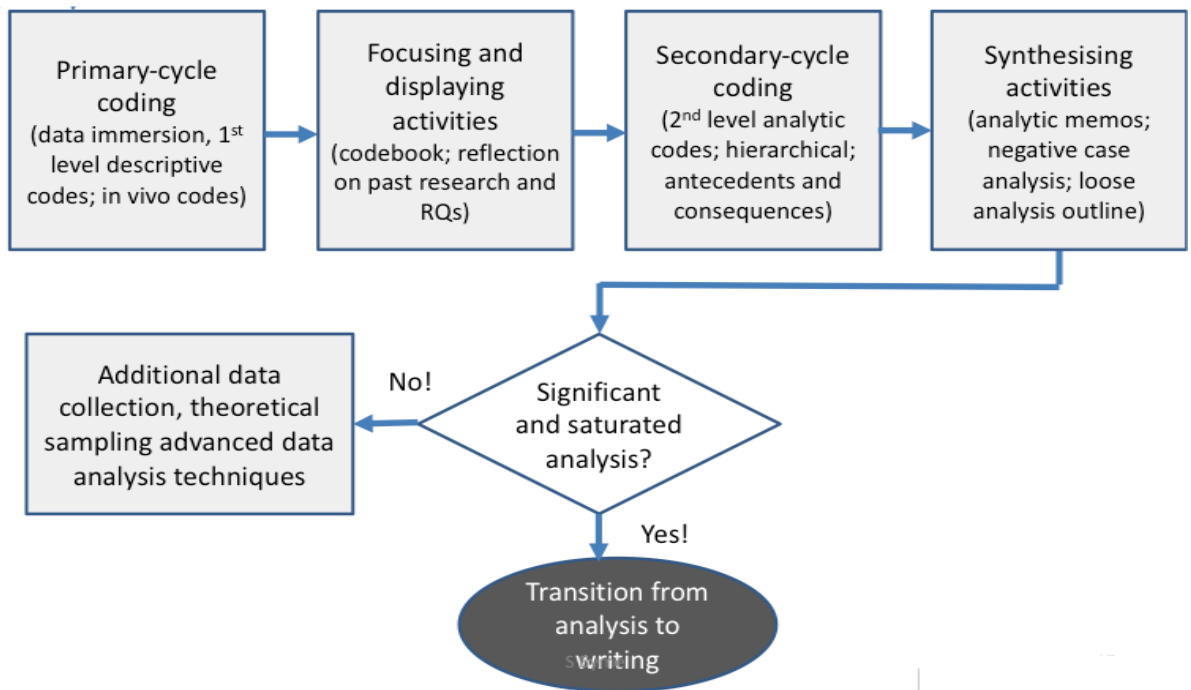 Primary-cycle
coding
(data immersion, 1st
level descriptive
codes; in vivo codes)
Focusing and
displaying
activities
(codebook; reflection
on past research and
RQs)
Secondary-cycle
coding
(2nd level analytic
codes; hierarchical;
antecedents and
consequences)
Synthesising
activities
(analytic memos;
negative case
analysis; loose
analysis outline)
Additional data
collection, theoretical
sampling advanced data
analysis techniques
No!
Significant
and saturated
analysis?
Yes!
Transition from
analysis to
writing